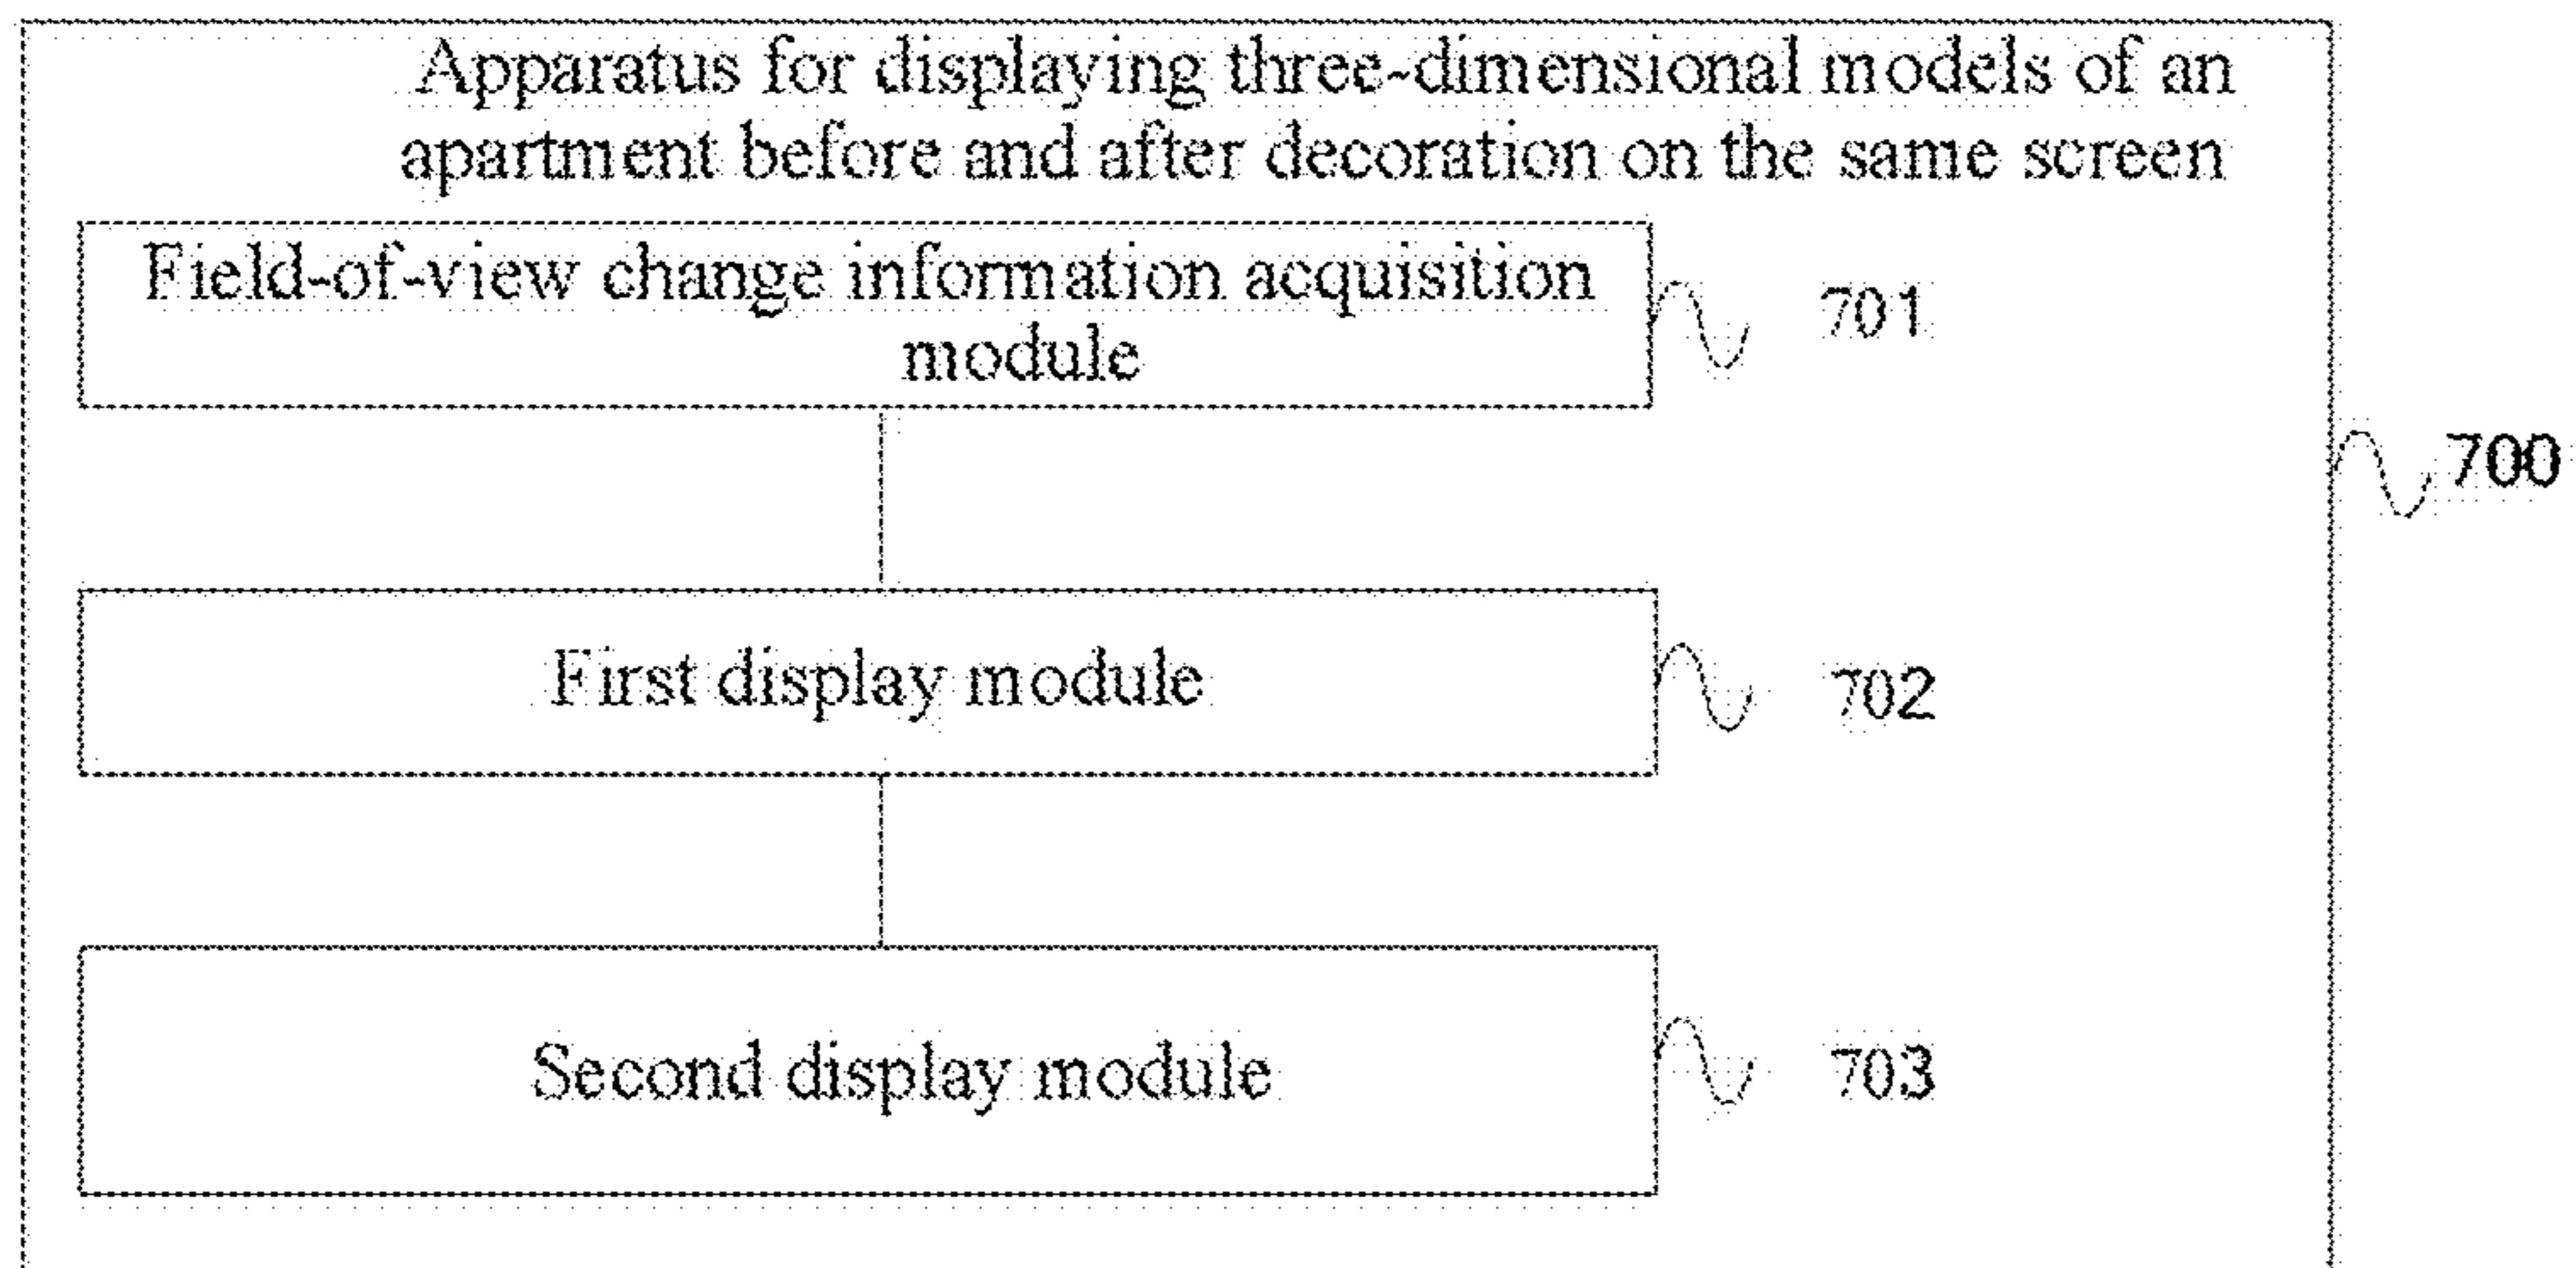 Apparatus for displaying three-dimensional models of an
apartment before and after decoration on the same screen
Field-of-view change information acquisition
module
701
700
First display module
702
Second display module
703